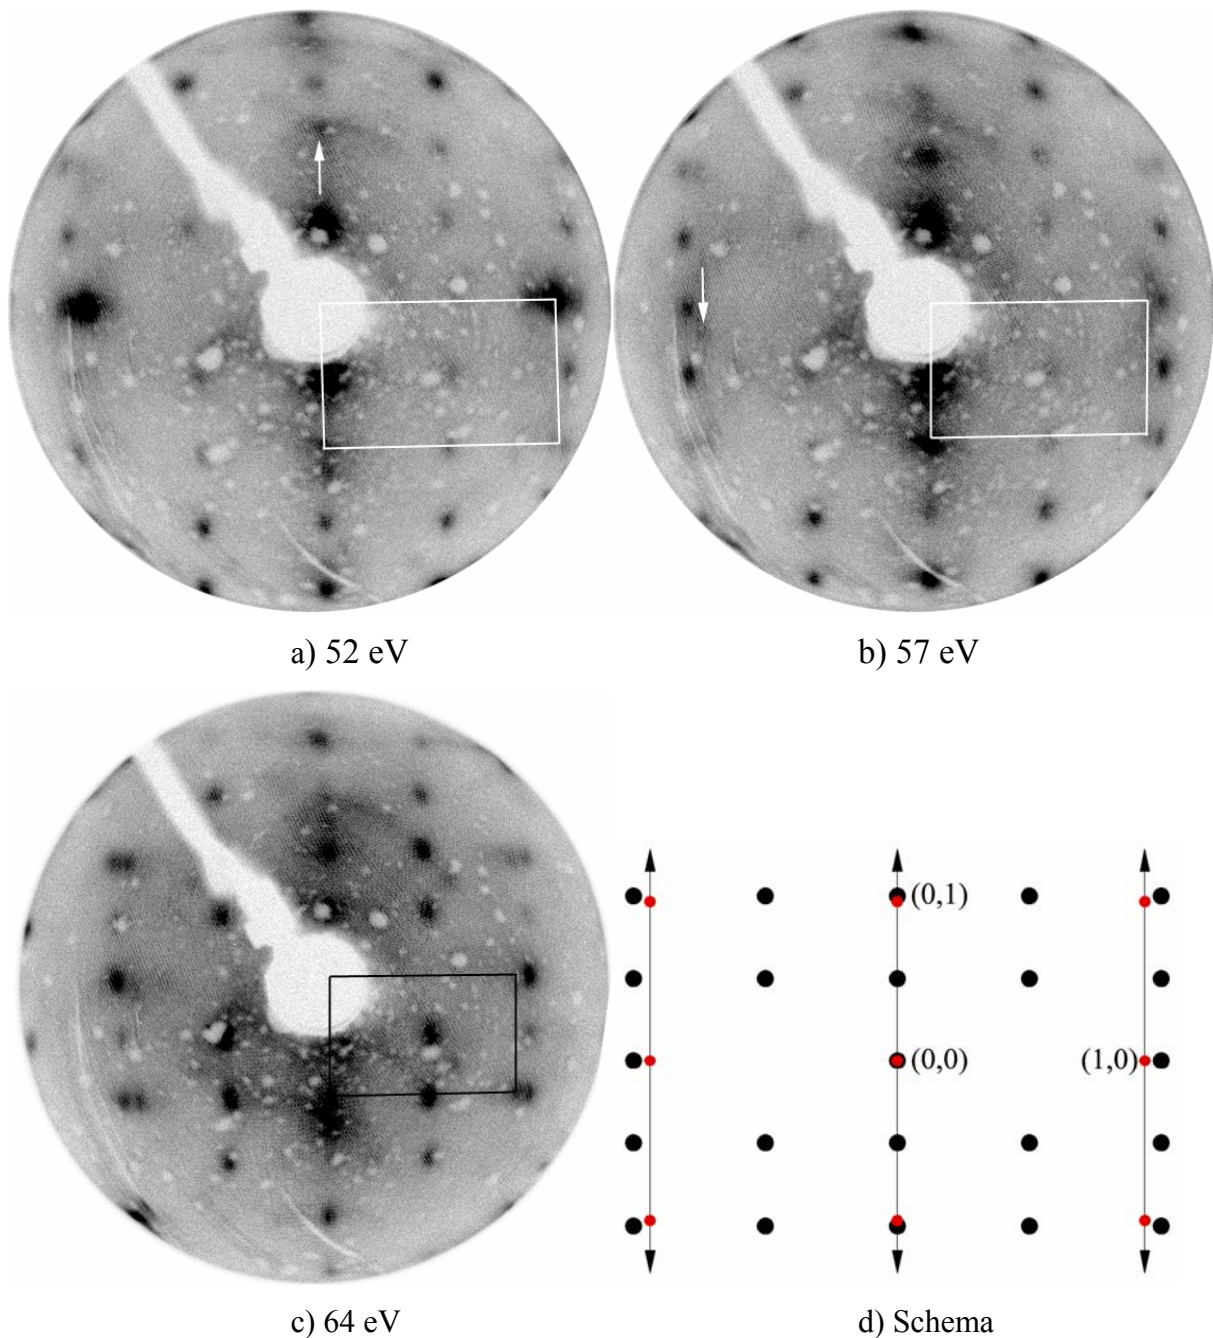 a) 52 eV
b) 57 eV
(0,1)
(0,0)
(1,0)
c) 64 eV
d) Schema